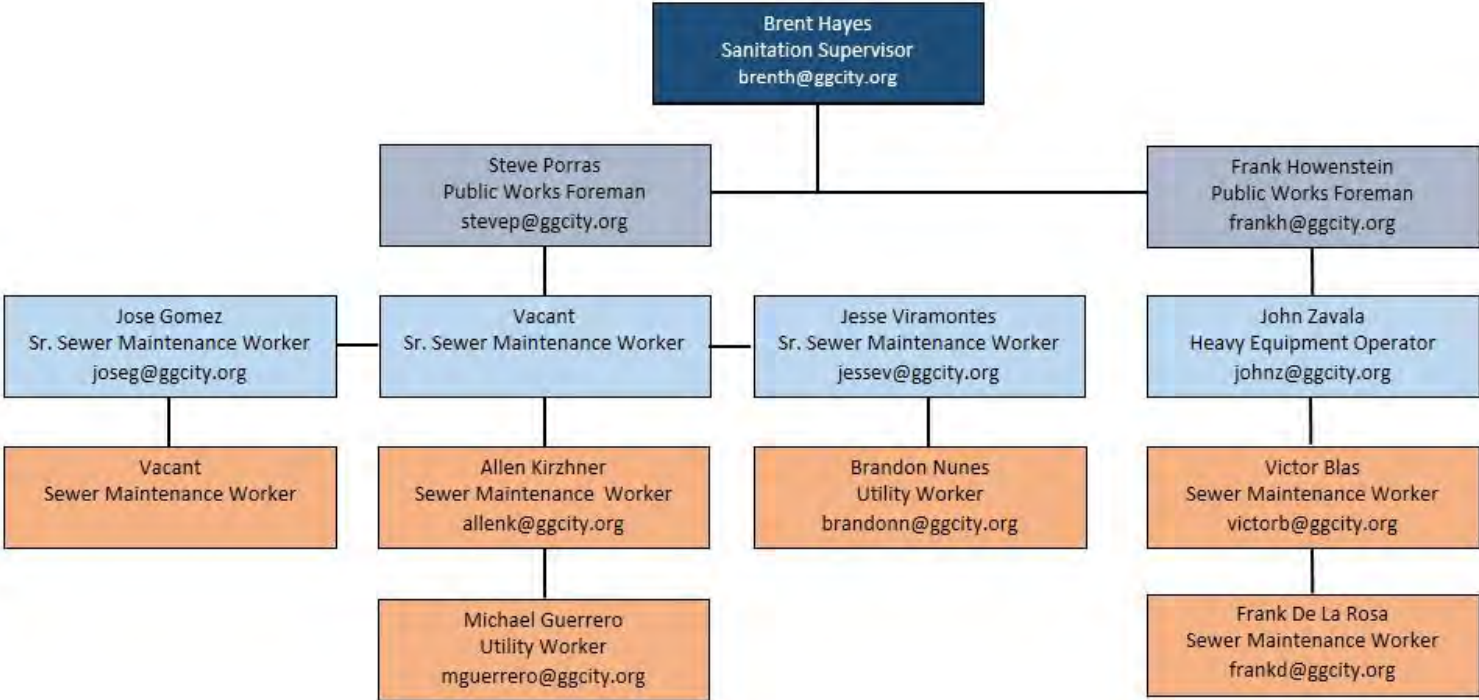 Brent Hayes
Sanitation Supervisor
brenth@ggcity.org
Steve Porras
Public Works Foreman
stevep@ggcity.org
Frank Howenstein
Public Works Foreman
frankh@ggcity.org
Jose Gomez
Sr. Sewer Maintenance Worker
joseg@ggcity.org
Vacant
Sr. Sewer Maintenance Worker
Jesse Viramontes
Sr. Sewer Maintenance Worker
jessev@ggcity.org
John Zavala
Heavy Equipment Operator
johnz@ggcity.org
Vacant
Sewer Maintenance Worker
Allen Kirzhner
Sewer Maintenance Worker
allenk@ggcity.org
Brandon Nunes
Utility Worker
brandonn@ggcity.org
Victor Blas
Sewer Maintenance Worker
victorb@ggcity.org
Michael Guerrero
Utility Worker
mguerrero@ggcity.org
Frank De La Rosa
Sewer Maintenance Worker
frankd@ggcity.org